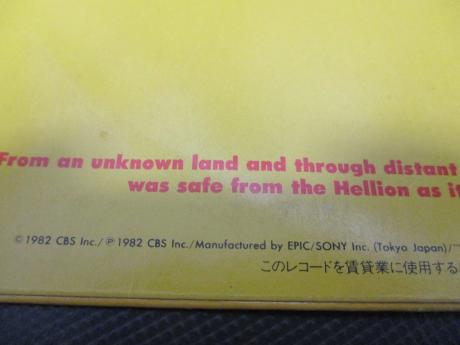 From an unknown land and through distant
was safe from the Hellion as it
©1982 CBS Inc./℗1982 CBS Inc./Manufactured by EPIC/SONY Inc. (Tokyo Japan)/
このレコードを賃貸業に使用する